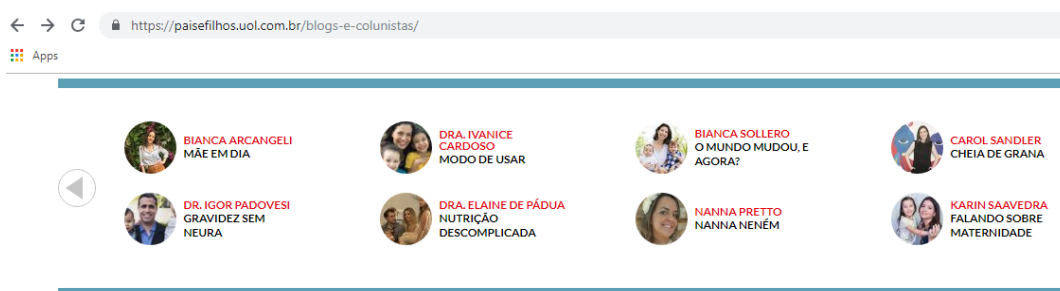 https://paisefilhos.uol.com.br/blogs-e-colunistas/
Apps
BIANCA ARCANGELI
MÃE EM DIA
DRA. IVANICE
CARDOSO
MODO DE USAR
BIANCA SOLLERO
O MUNDO MUDOU, E
AGORA?
CAROL SANDLER
CHEIA DE GRANA
DR. IGOR PADOVESI
GRAVIDEZ SEM
NEURA
DRA. ELAINE DE PÁDUA
NUTRIÇÃO
DESCOMPLICADA
NANNA PRETTO
NANNA NENÉM
KARIN SAAVEDRA
FALANDO SOBRE
MATERNIDADE